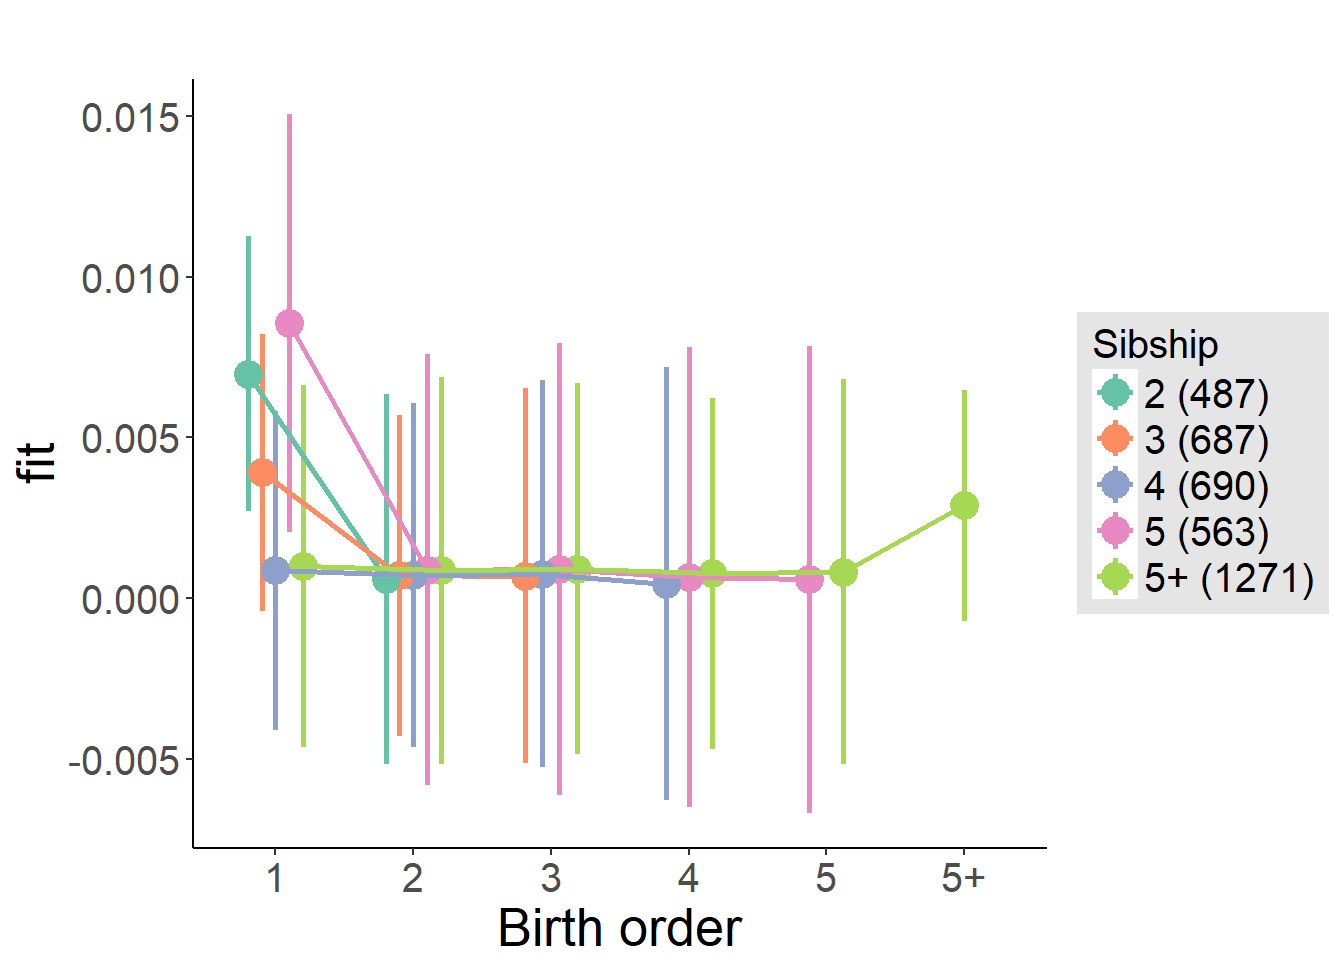 0.015
0.010
0.005
0.000
-0.005
fit
1 2 3 4 5 5+
Birth order
Sibship
2 (487)
3 (687)
4 (690)
5 (563)
5+ (1271)